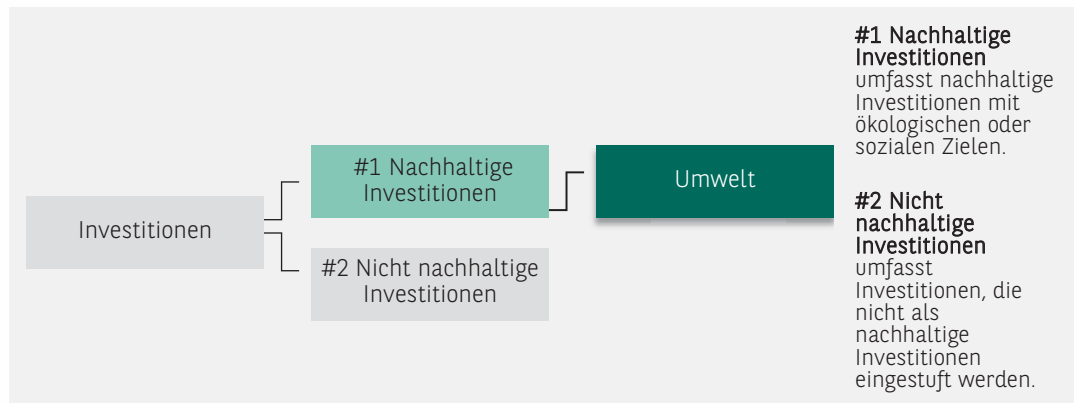 Investitionen
#1 Nachhaltige
Investitionen
#2 Nicht nachhaltige
Investitionen
Umwelt
#1 Nachhaltige
Investitionen
umfasst nachhaltige
Investitionen mit
ökologischen oder
sozialen Zielen.
#2 Nicht
nachhaltige
Investitionen
umfasst
Investitionen, die
nicht als
nachhaltige
Investitionen
eingestuft werden.